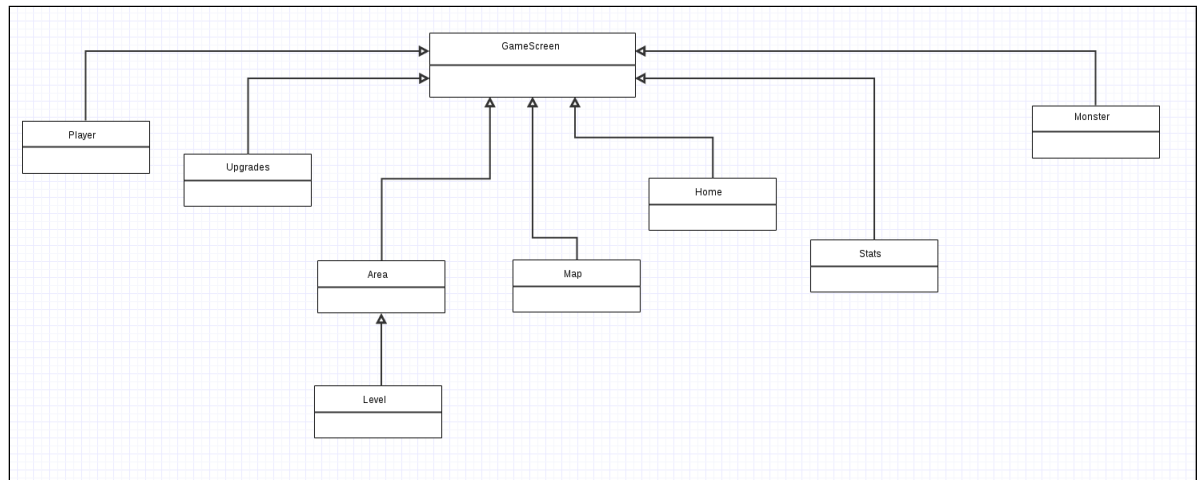 GameScreen
Player
Monster
Upgrades
Home
Area
Map
Stats
Level